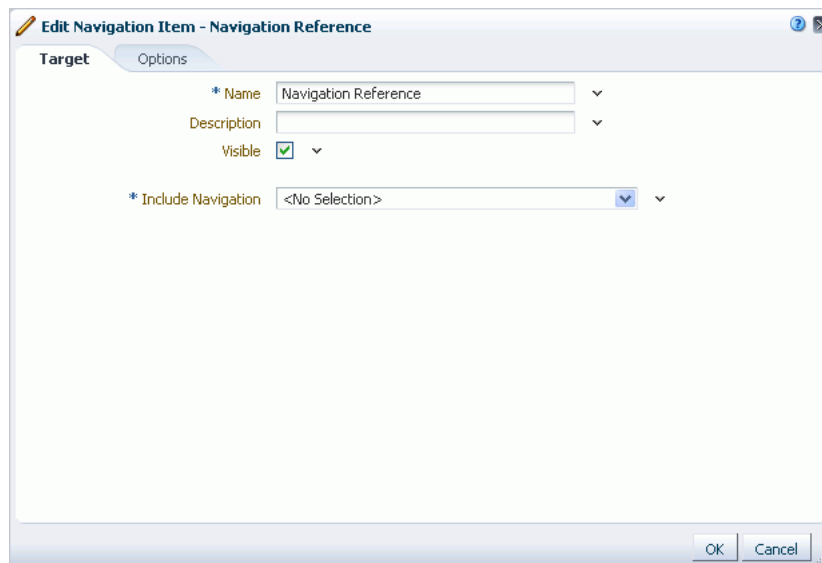 Edit Navigation Item - Navigation Reference
Target Options
* Name Navigation Reference
Description
Visible
* Include Navigation <No Selection>
OK Cancel